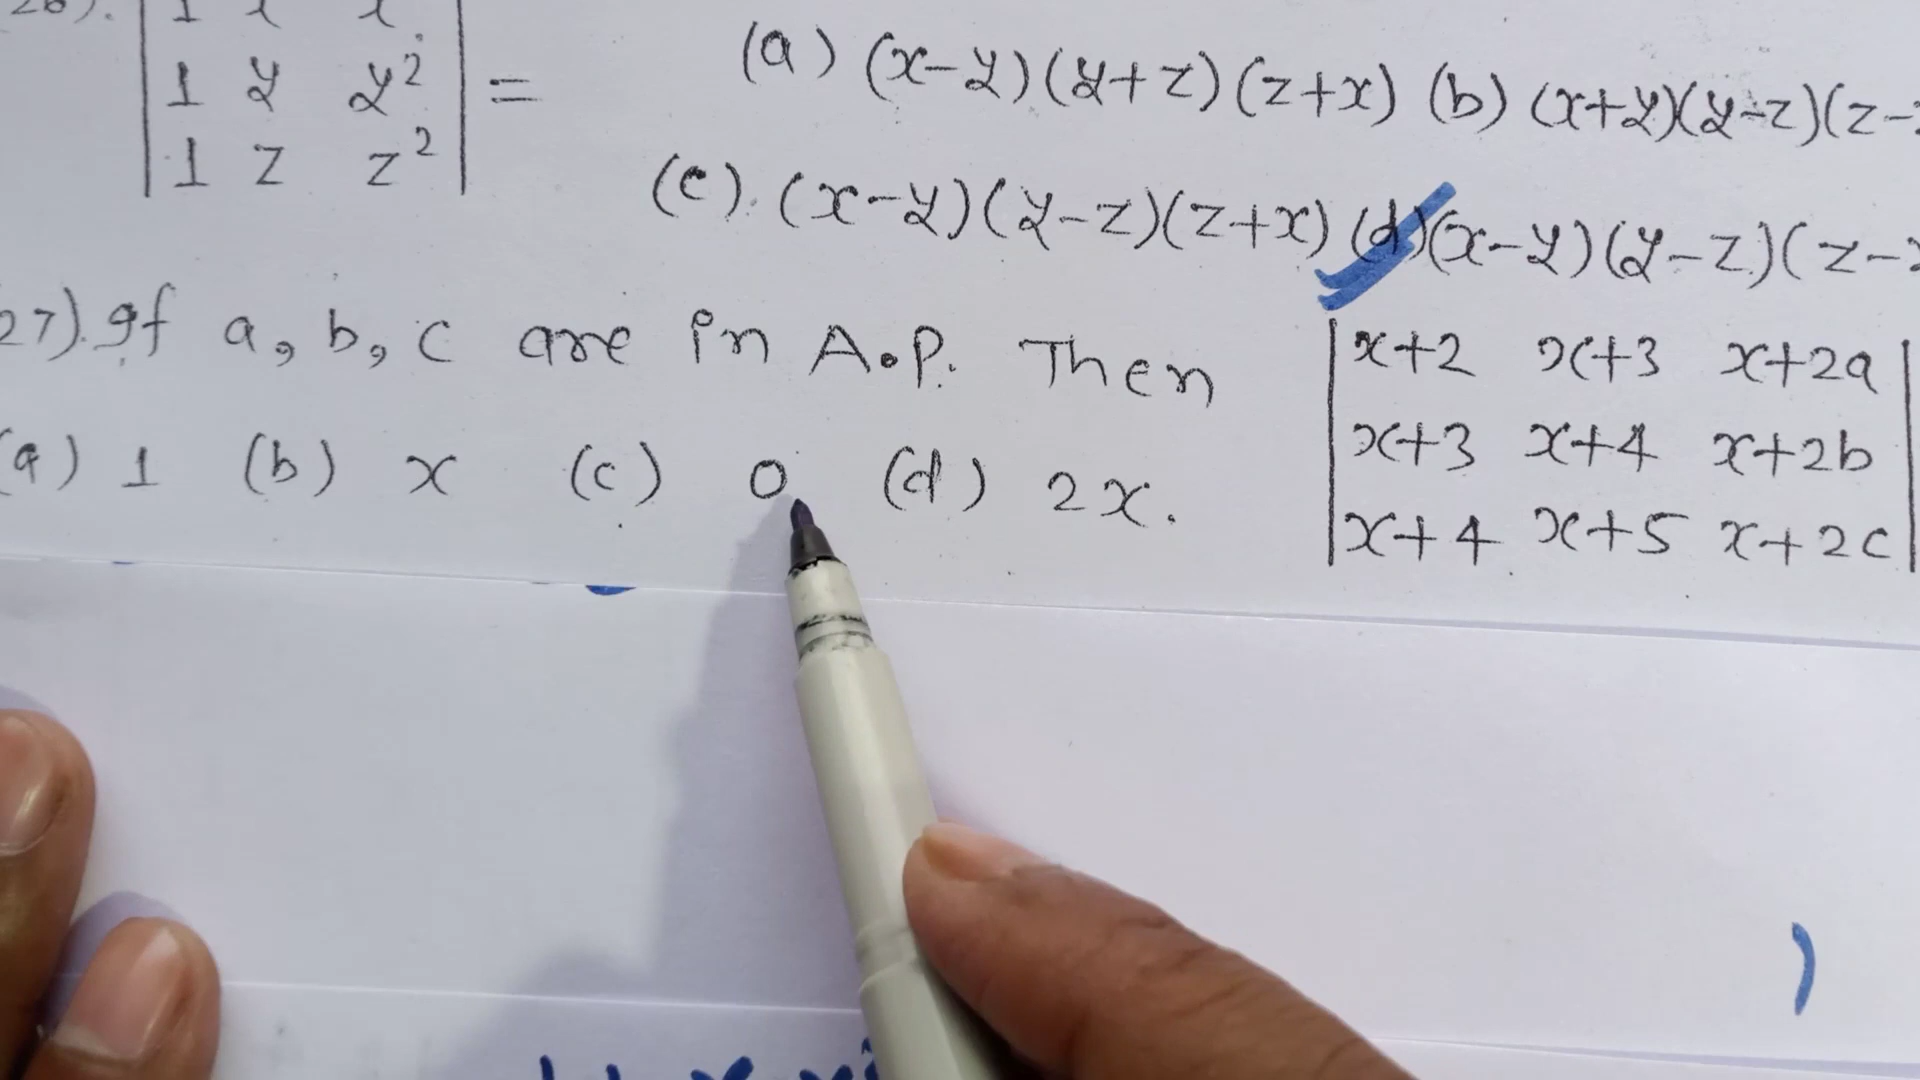 1 y y² =
1 z z²
(a) (x-y)(y+z)(z+x) (b) (x+y)(y-z)(z-
(c). (x-y)(y-z)(z+x) (d) (x-y)(y-z)(z-
27). If a, b, c are in A.P. Then
x+2 x+3 x+2a
x+3 x+4 x+2b
x+4 x+5 x+2c
(a) 1 (b) x (c) 0 (d) 2x.